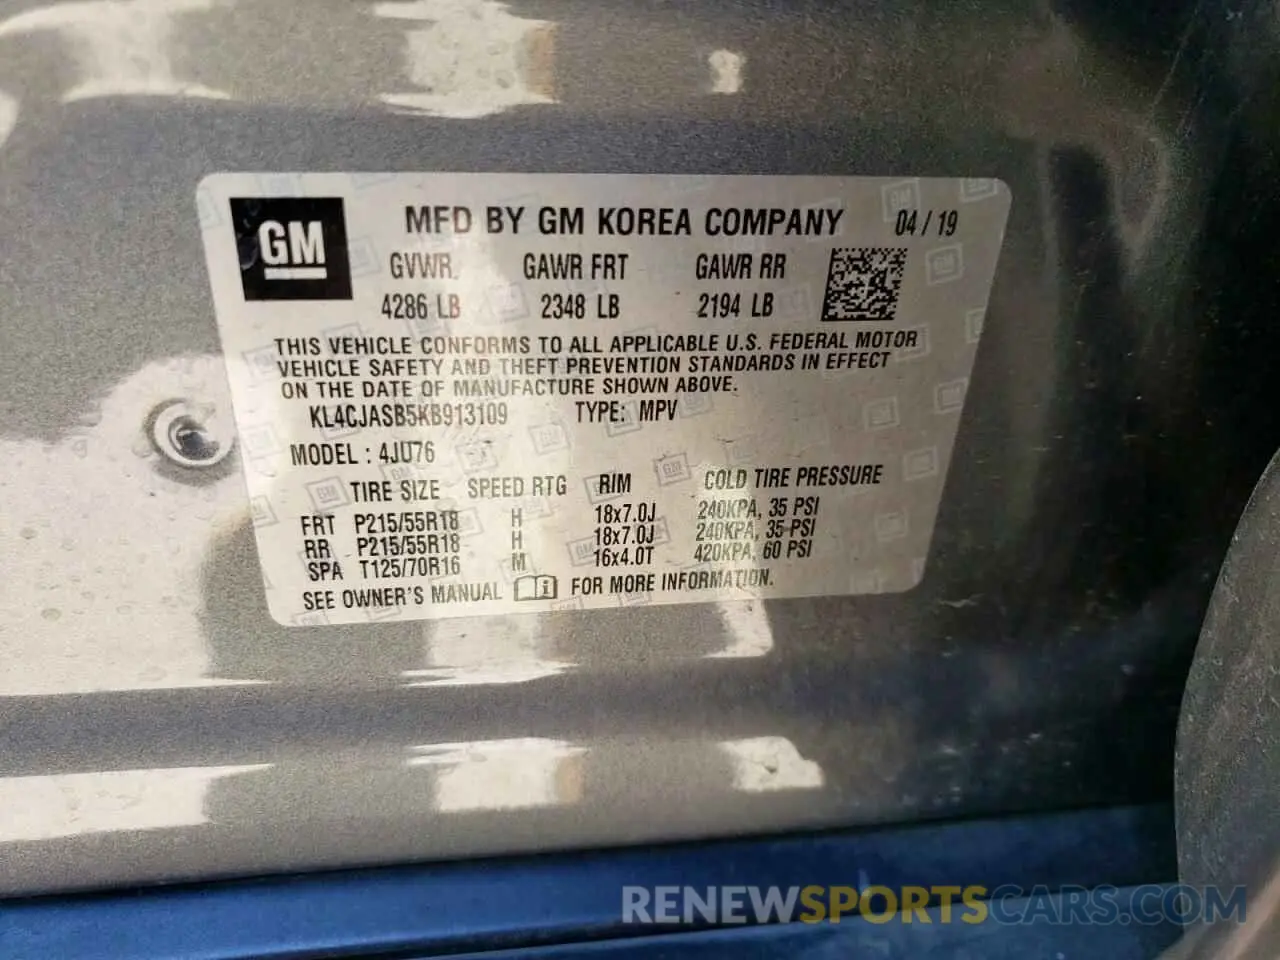 GM MFD BY GM KOREA COMPANY 04 / 19
GVWR GAWR FRT GAWR RR
4286 LB 2348 LB 2194 LB
THIS VEHICLE CONFORMS TO ALL APPLICABLE U.S. FEDERAL MOTOR
VEHICLE SAFETY AND THEFT PREVENTION STANDARDS IN EFFECT
ON THE DATE OF MANUFACTURE SHOWN ABOVE.
KL4CJASB5KB913109 TYPE: MPV
MODEL : 4JU76
TIRE SIZE SPEED RTG RIM COLD TIRE PRESSURE
FRT P215/55R18 H 18x7.0J 240KPA, 35 PSI
RR P215/55R18 H 18x7.0J 240KPA, 35 PSI
SPA T125/70R16 M 16x4.0T 420KPA, 60 PSI
SEE OWNER'S MANUAL i FOR MORE INFORMATION.
RENEWSPORTSCARS.COM